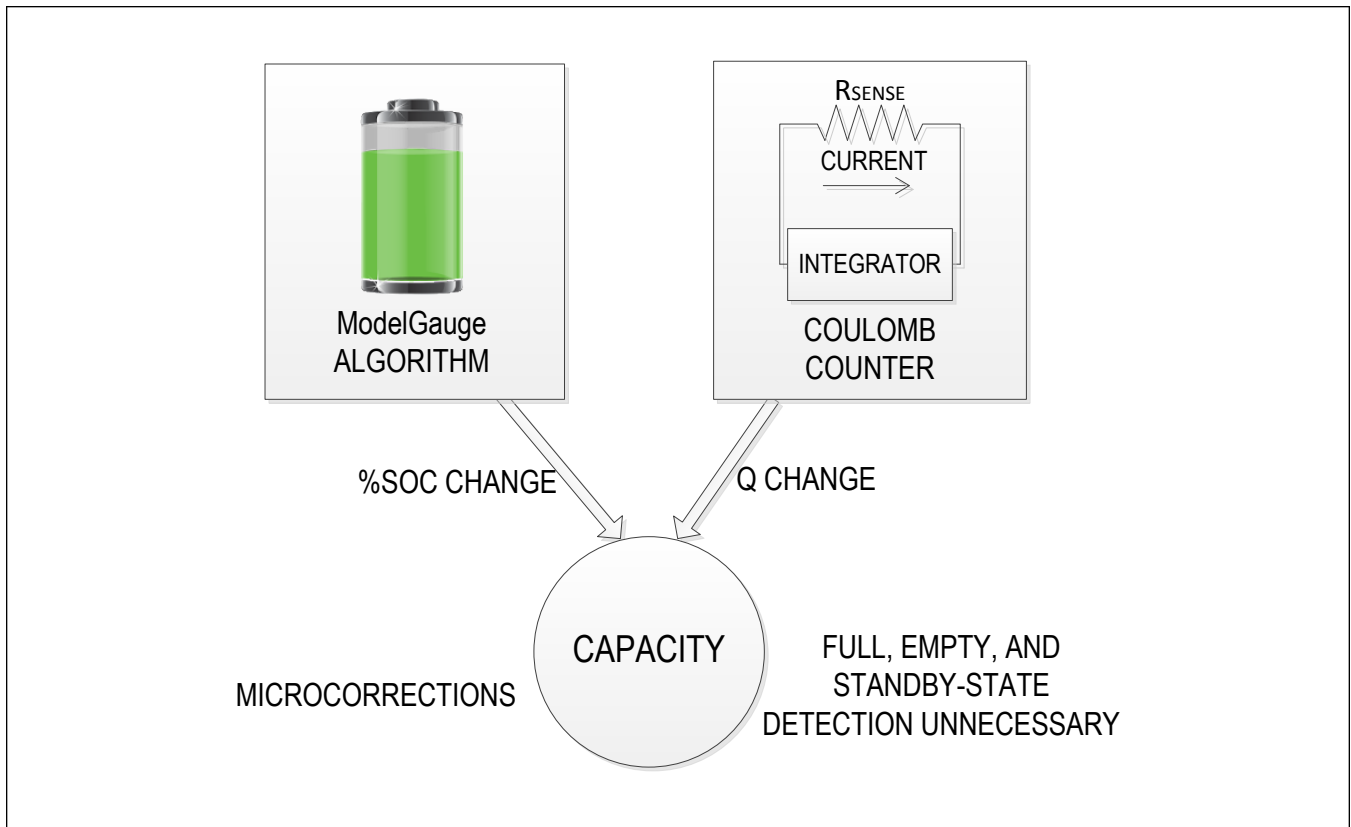 ModelGauge
ALGORITHM
RSENSE
CURRENT
INTEGRATOR
COULOMB
COUNTER
%SOC CHANGE
Q CHANGE
CAPACITY
MICROCORRECTIONS
FULL, EMPTY, AND
STANDBY-STATE
DETECTION UNNECESSARY